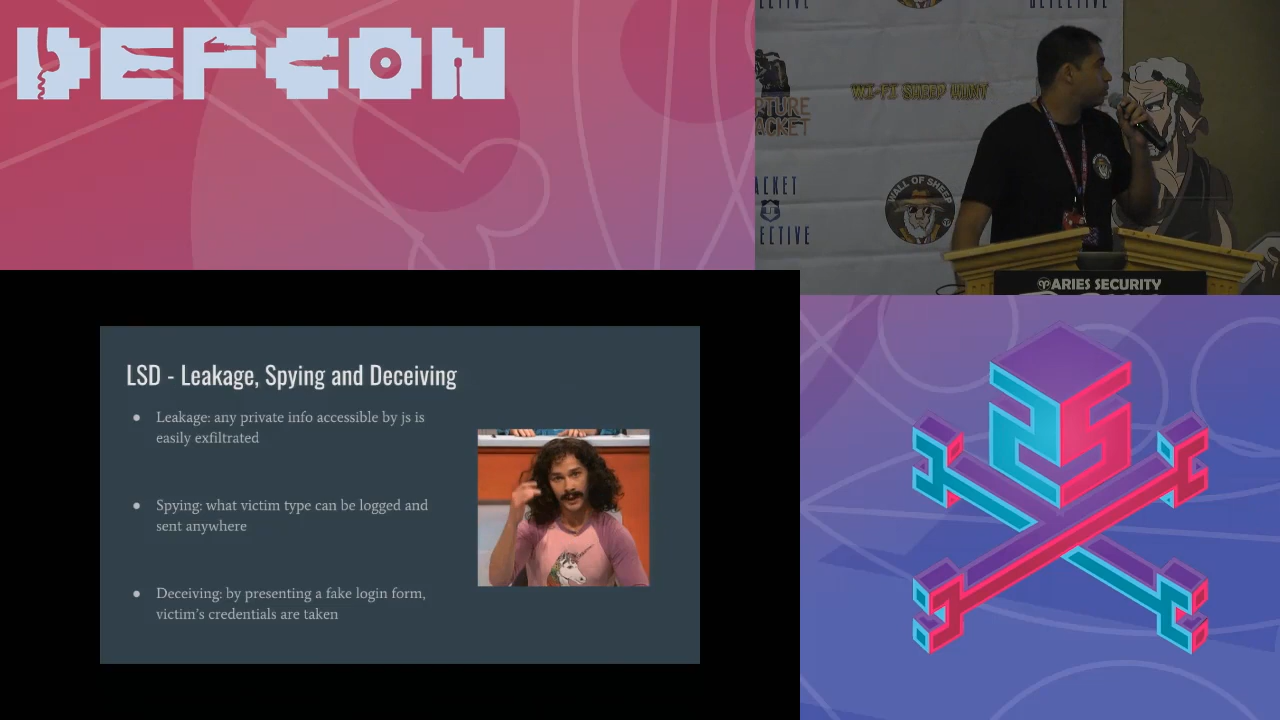 DEFCON
WI-FI SHEEP HUNT
WALL OF SHEEP
ARIES SECURITY
25
LSD - Leakage, Spying and Deceiving
● Leakage: any private info accessible by js is
easily exfiltrated
● Spying: what victim type can be logged and
sent anywhere
● Deceiving: by presenting a fake login form,
victim's credentials are taken